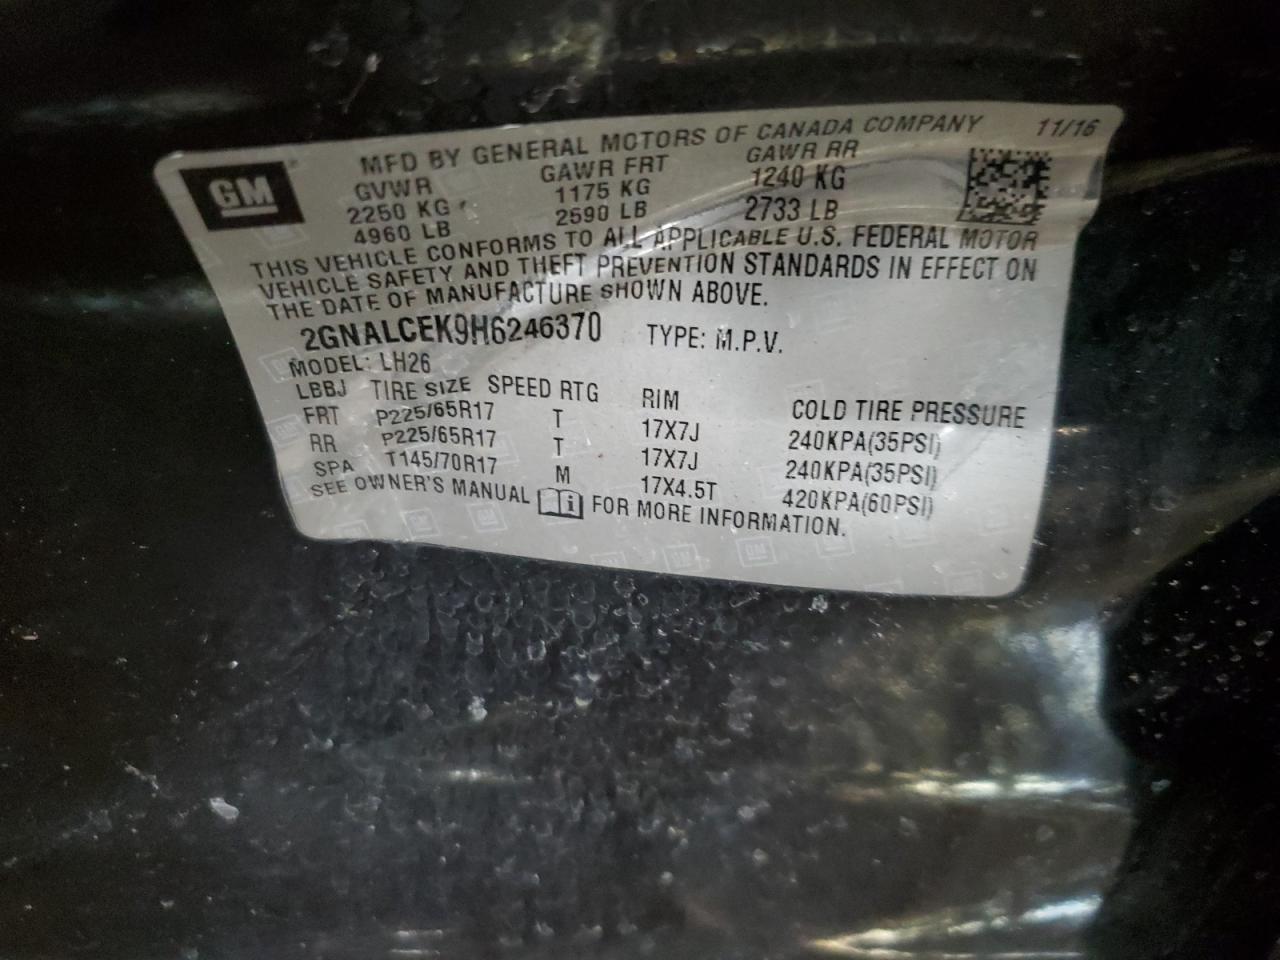 GM
MFD BY GENERAL MOTORS OF CANADA COMPANY 11/16
GVWR GAWR FRT GAWR RR
2250 KG 1175 KG 1240 KG
4960 LB 2590 LB 2733 LB
THIS VEHICLE CONFORMS TO ALL APPLICABLE U.S. FEDERAL MOTOR
VEHICLE SAFETY AND THEFT PREVENTION STANDARDS IN EFFECT ON
THE DATE OF MANUFACTURE SHOWN ABOVE.
2GNALCEK9H6246370 TYPE: M.P.V.
MODEL: LH26
LBBJ TIRE SIZE SPEED RTG RIM COLD TIRE PRESSURE
FRT P225/65R17 T 17X7J 240KPA(35PSI)
RR P225/65R17 T 17X7J 240KPA(35PSI)
SPA T145/70R17 M 17X4.5T 420KPA(60PSI)
SEE OWNER'S MANUAL i FOR MORE INFORMATION.